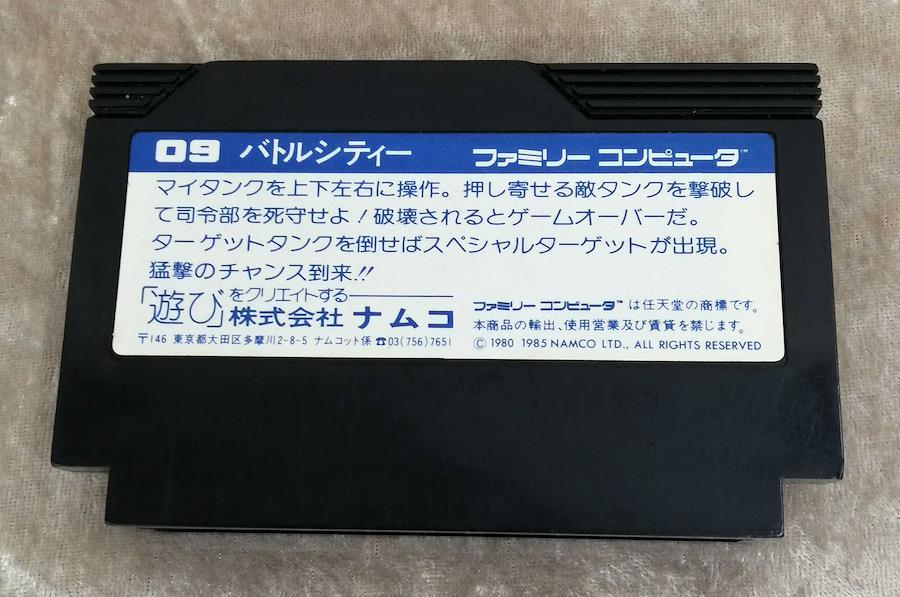 09 バトルシティー ファミリー コンピュータ™
マイタンクを上下左右に操作。押し寄せる敵タンクを撃破し
て司令部を死守せよ！破壊されるとゲームオーバーだ。
ターゲットタンクを倒せばスペシャルターゲットが出現。
猛撃のチャンス到来!!
「遊び」をクリエイトする
株式会社 ナムコ
〒146 東京都大田区多摩川2-8-5 ナムコット係 ☎03(756)7651
ファミリー コンピュータ™ は任天堂の商標です。
本商品の輸出、使用営業及び賃貸を禁じます。
© 1980 1985 NAMCO LTD., ALL RIGHTS RESERVED